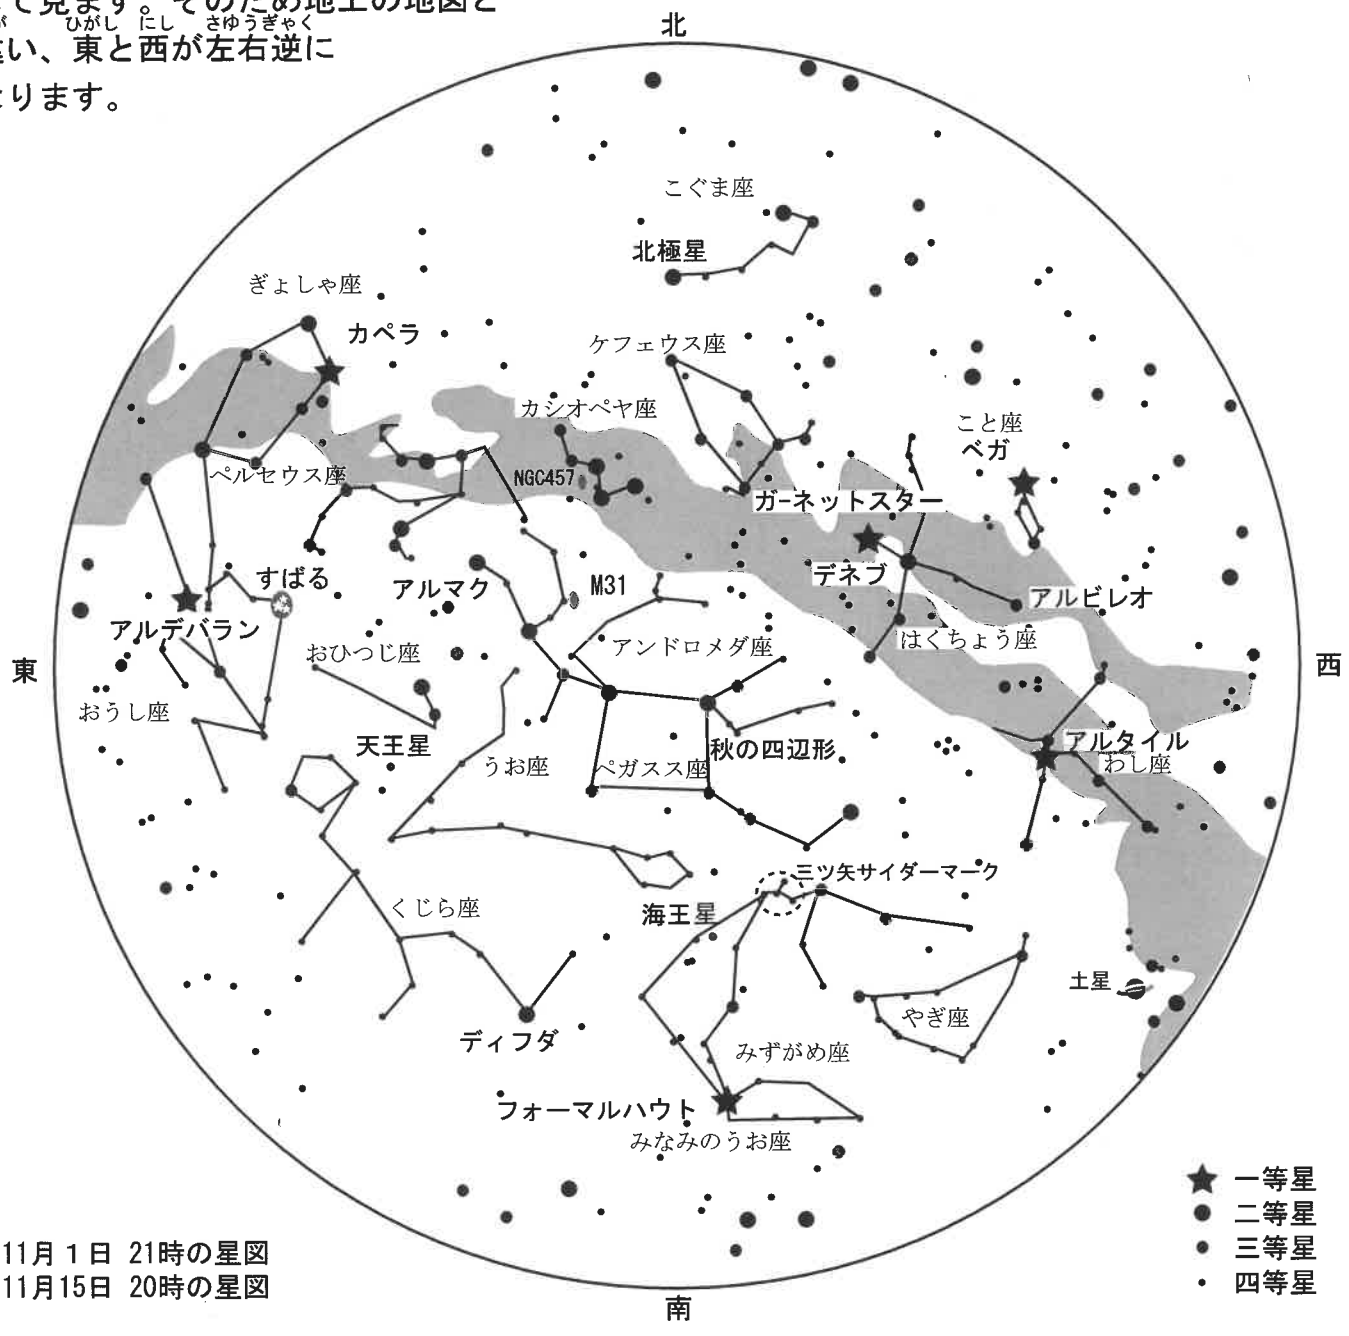 て見ます。そのため地上の地図と
ひがし にし さゆうぎゃく
い、東と西が左右逆に
ります。
北
こぐま座
北極星
ぎょしゃ座
カペラ
ケフェウス座
カシオペヤ座
こと座
ベガ
ペルセウス座
NGC457
ガーネットスター
すばる
アルマク
M31
デネブ
アルビレオ
アルデバラン
おひつじ座
アンドロメダ座
はくちょう座
東
西
おうし座
天王星
うお座
ペガスス座
秋の四辺形
アルタイル
わし座
三ツ矢サイダーマーク
くじら座
海王星
土星
やぎ座
ディフダ
みずがめ座
フォーマルハウト
みなみのうお座
一等星
二等星
三等星
四等星
11月1日 21時の星図
11月15日 20時の星図
南